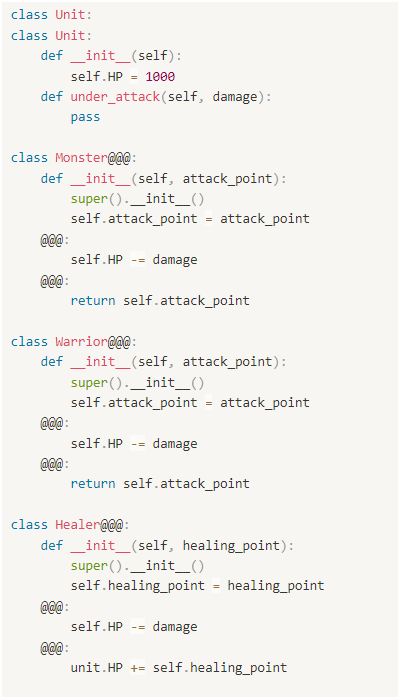 class Unit:
class Unit:
    def __init__(self):
        self.HP = 1000
    def under_attack(self, damage):
        pass

class Monster@@@:
    def __init__(self, attack_point):
        super().__init__()
        self.attack_point = attack_point
    @@@:
        self.HP -= damage
    @@@:
        return self.attack_point

class Warrior@@@:
    def __init__(self, attack_point):
        super().__init__()
        self.attack_point = attack_point
    @@@:
        self.HP -= damage
    @@@:
        return self.attack_point

class Healer@@@:
    def __init__(self, healing_point):
        super().__init__()
        self.healing_point = healing_point
    @@@:
        self.HP -= damage
    @@@:
        unit.HP += self.healing_point